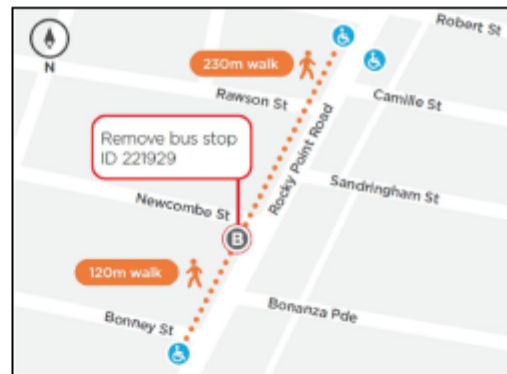 Robert St
N
230m walk
Rawson St
Camille St
Remove bus stop
ID 221929
Rocky Point Road
Sandringham St
Newcombe St
B
120m walk
Bonney St
Bonanza Pde